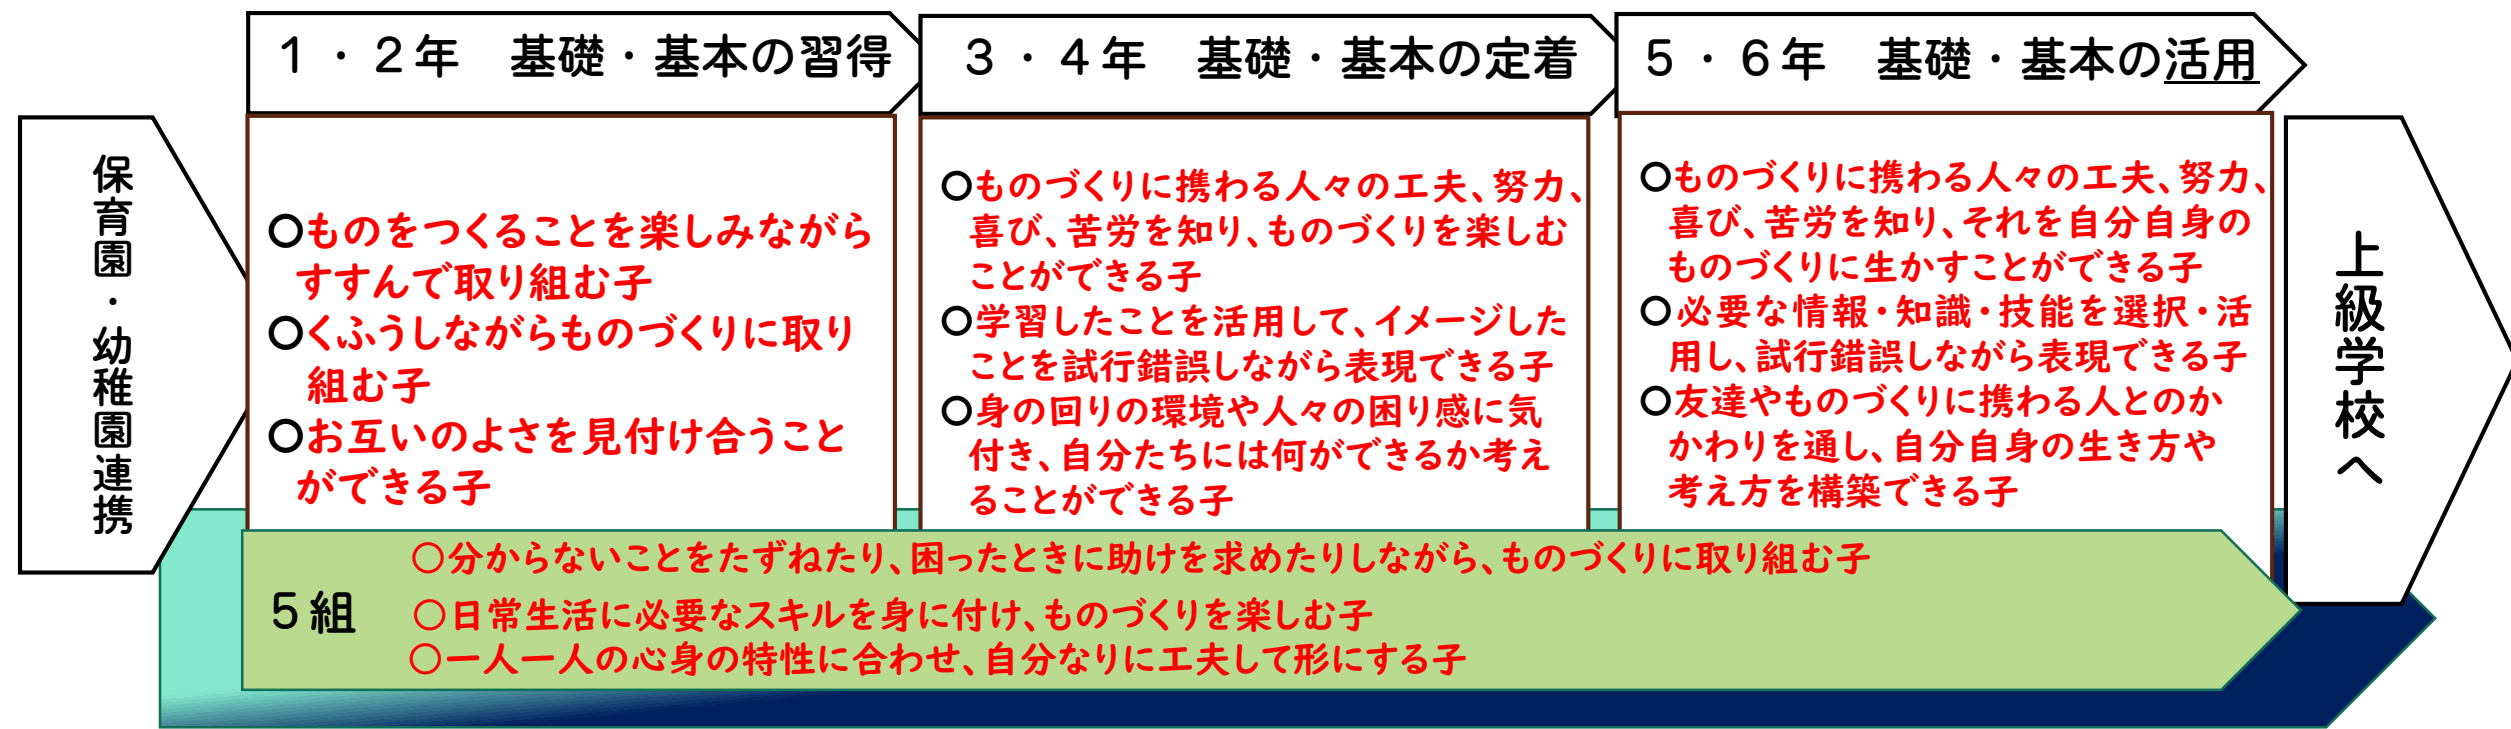 1・2年　基礎・基本の習得
3・4年　基礎・基本の定着
5・6年　基礎・基本の活用
保育園・幼稚園連携
○ものをつくることを楽しみながら
すすんで取り組む子
○くふうしながらものづくりに取り
組む子
○お互いのよさを見付け合うこと
ができる子
○ものづくりに携わる人々の工夫、努力、
喜び、苦労を知り、ものづくりを楽しむ
ことができる子
○学習したことを活用して、イメージした
ことを試行錯誤しながら表現できる子
○身の回りの環境や人々の困り感に気
付き、自分たちには何ができるか考え
ることができる子
○ものづくりに携わる人々の工夫、努力、
喜び、苦労を知り、それを自分自身の
ものづくりに生かすことができる子
○必要な情報・知識・技能を選択・活
用し、試行錯誤しながら表現できる子
○友達やものづくりに携わる人とのか
かわりを通し、自分自身の生き方や
考え方を構築できる子
上級学校へ
5組
○分からないことをたずねたり、困ったときに助けを求めたりしながら、ものづくりに取り組む子
○日常生活に必要なスキルを身に付け、ものづくりを楽しむ子
○一人一人の心身の特性に合わせ、自分なりに工夫して形にする子